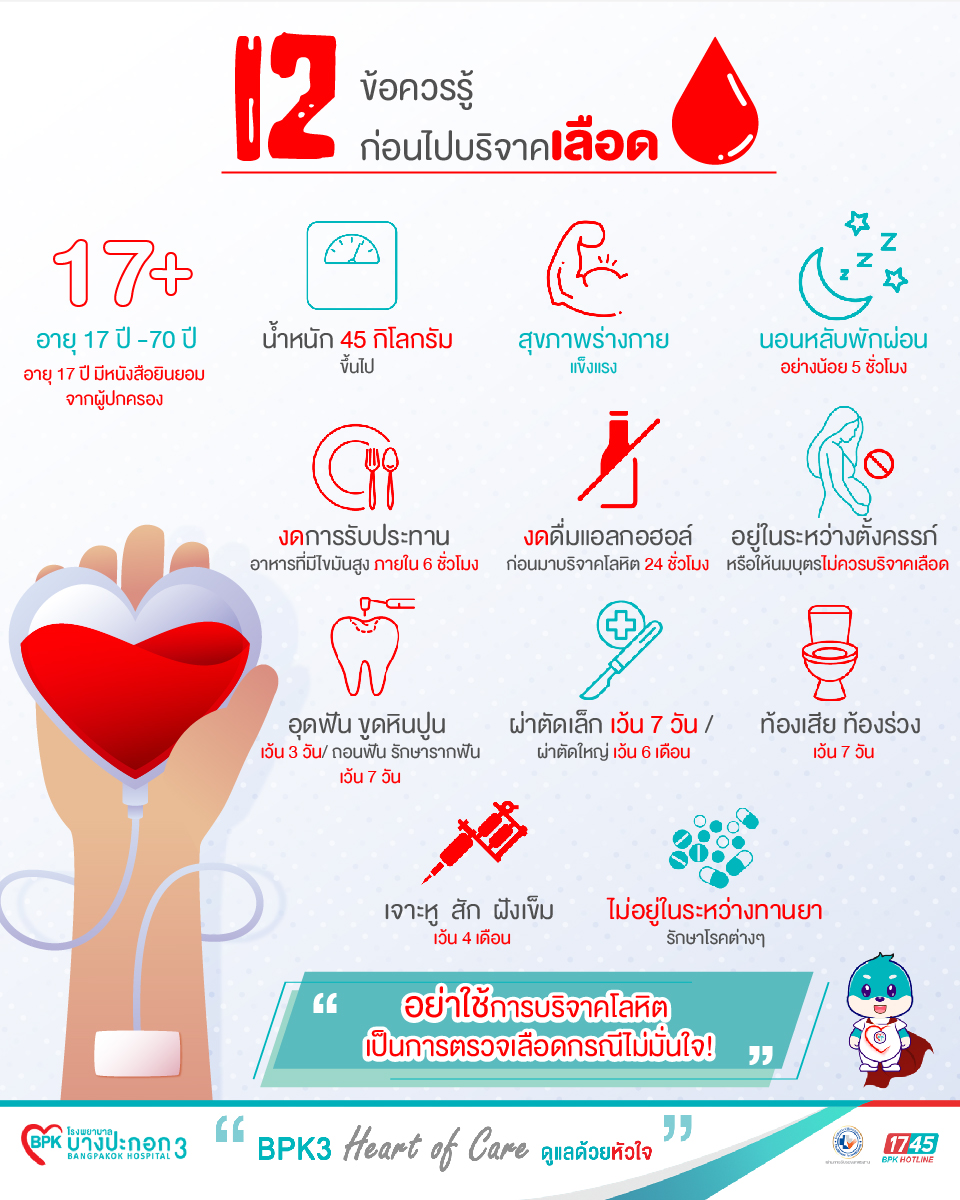 12 ข้อควรรู้
ก่อนไปบริจาคเลือด
17+
อายุ 17 ปี -70 ปี
อายุ 17 ปี มีหนังสือยินยอม
จากผู้ปกครอง
น้ำหนัก 45 กิโลกรัม
ขึ้นไป
สุขภาพร่างกาย
แข็งแรง
z z z
นอนหลับพักผ่อน
อย่างน้อย 5 ชั่วโมง
งดการรับประทาน
อาหารที่มีไขมันสูง ภายใน 6 ชั่วโมง
งดดื่มแอลกอฮอล์
ก่อนมาบริจาคโลหิต 24 ชั่วโมง
อยู่ในระหว่างตั้งครรภ์
หรือให้นมบุตรไม่ควรบริจาคเลือด
อุดฟัน ขูดหินปูน
เว้น 3 วัน/ ถอนฟัน รักษารากฟัน
เว้น 7 วัน
ผ่าตัดเล็ก เว้น 7 วัน /
ผ่าตัดใหญ่ เว้น 6 เดือน
ท้องเสีย ท้องร่วง
เว้น 7 วัน
เจาะหู สัก ฝังเข็ม
เว้น 4 เดือน
ไม่อยู่ในระหว่างทานยา
รักษาโรคต่างๆ
“ อย่าใช้การบริจาคโลหิต
เป็นการตรวจเลือดกรณีไม่มั่นใจ! ”
BPK
โรงพยาบาล
บางปะกอก 3
BANGPAKOK HOSPITAL
“ BPK3 Heart of Care ดูแลด้วยหัวใจ ”
1745
BPK HOTLINE